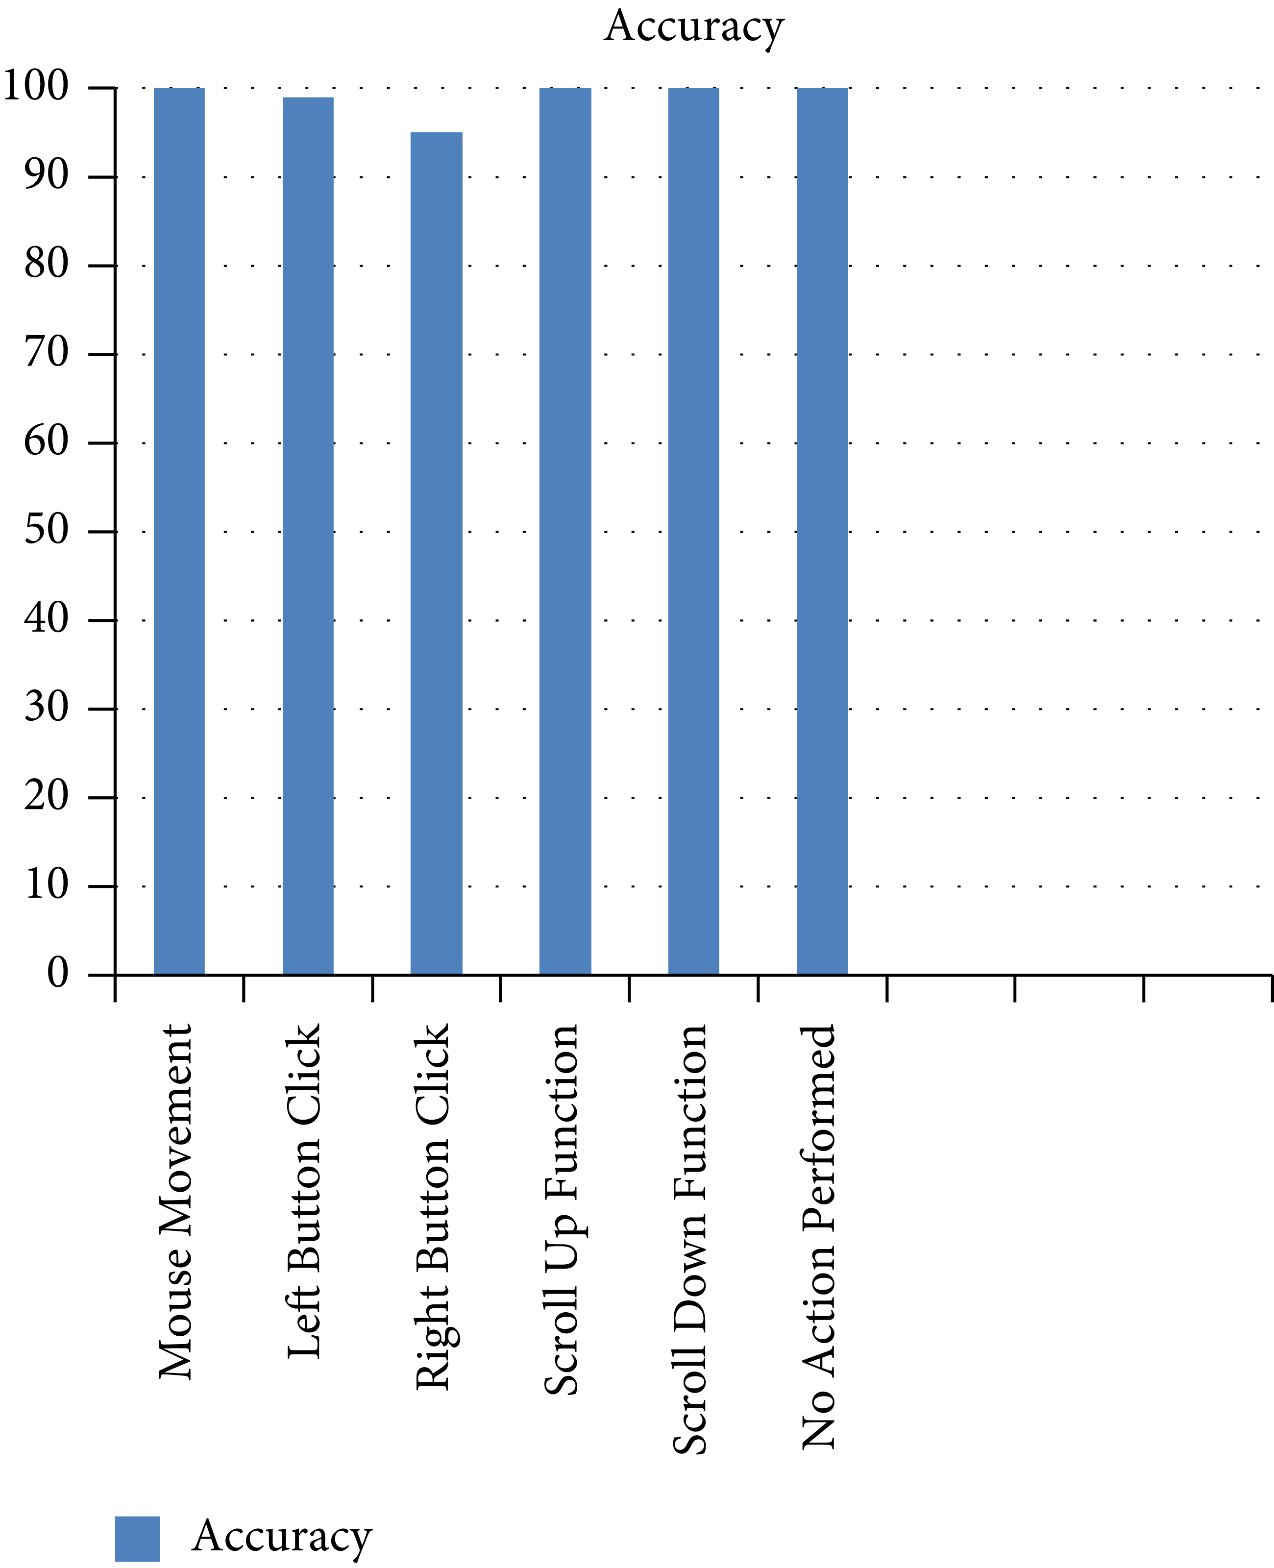 Accuracy
100
90
80
70
60
50
40
30
20
10
0
Mouse Movement
Left Button Click
Right Button Click
Scroll Up Function
Scroll Down Function
No Action Performed
Accuracy